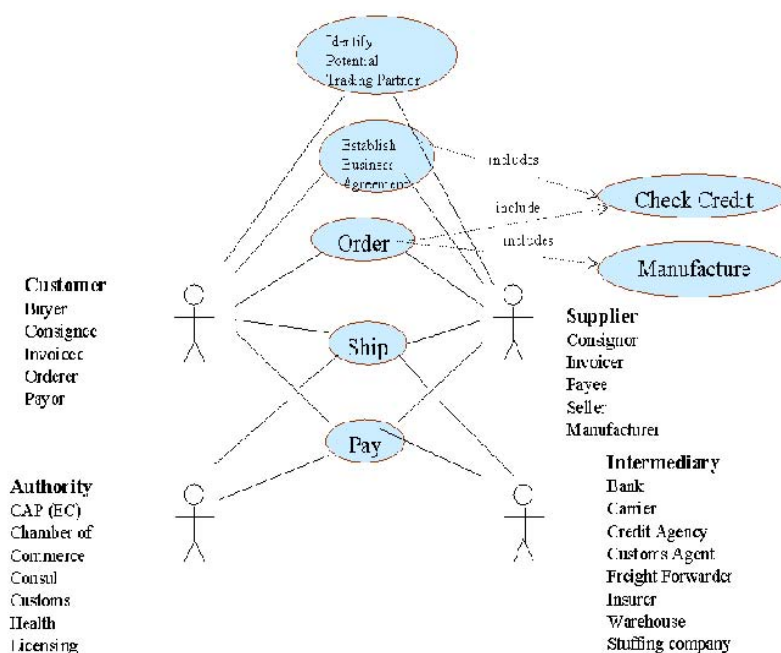 Identify
Potential
Trading Partner
Establish
Business
Agreement
includes
Check Credit
include
Order
includes
Manufacture
Customer
Buyer
Consignee
Invoicee
Orderer
Payor
Supplier
Consignor
Invoicer
Payee
Seller
Manufacturer
Ship
Pay
Authority
CAP (EC)
Chamber of
Commerce
Consul
Customs
Health
Licensing
Intermediary
Bank
Carrier
Credit Agency
Customs Agent
Freight Forwarder
Insurer
Warehouse
Stuffing company